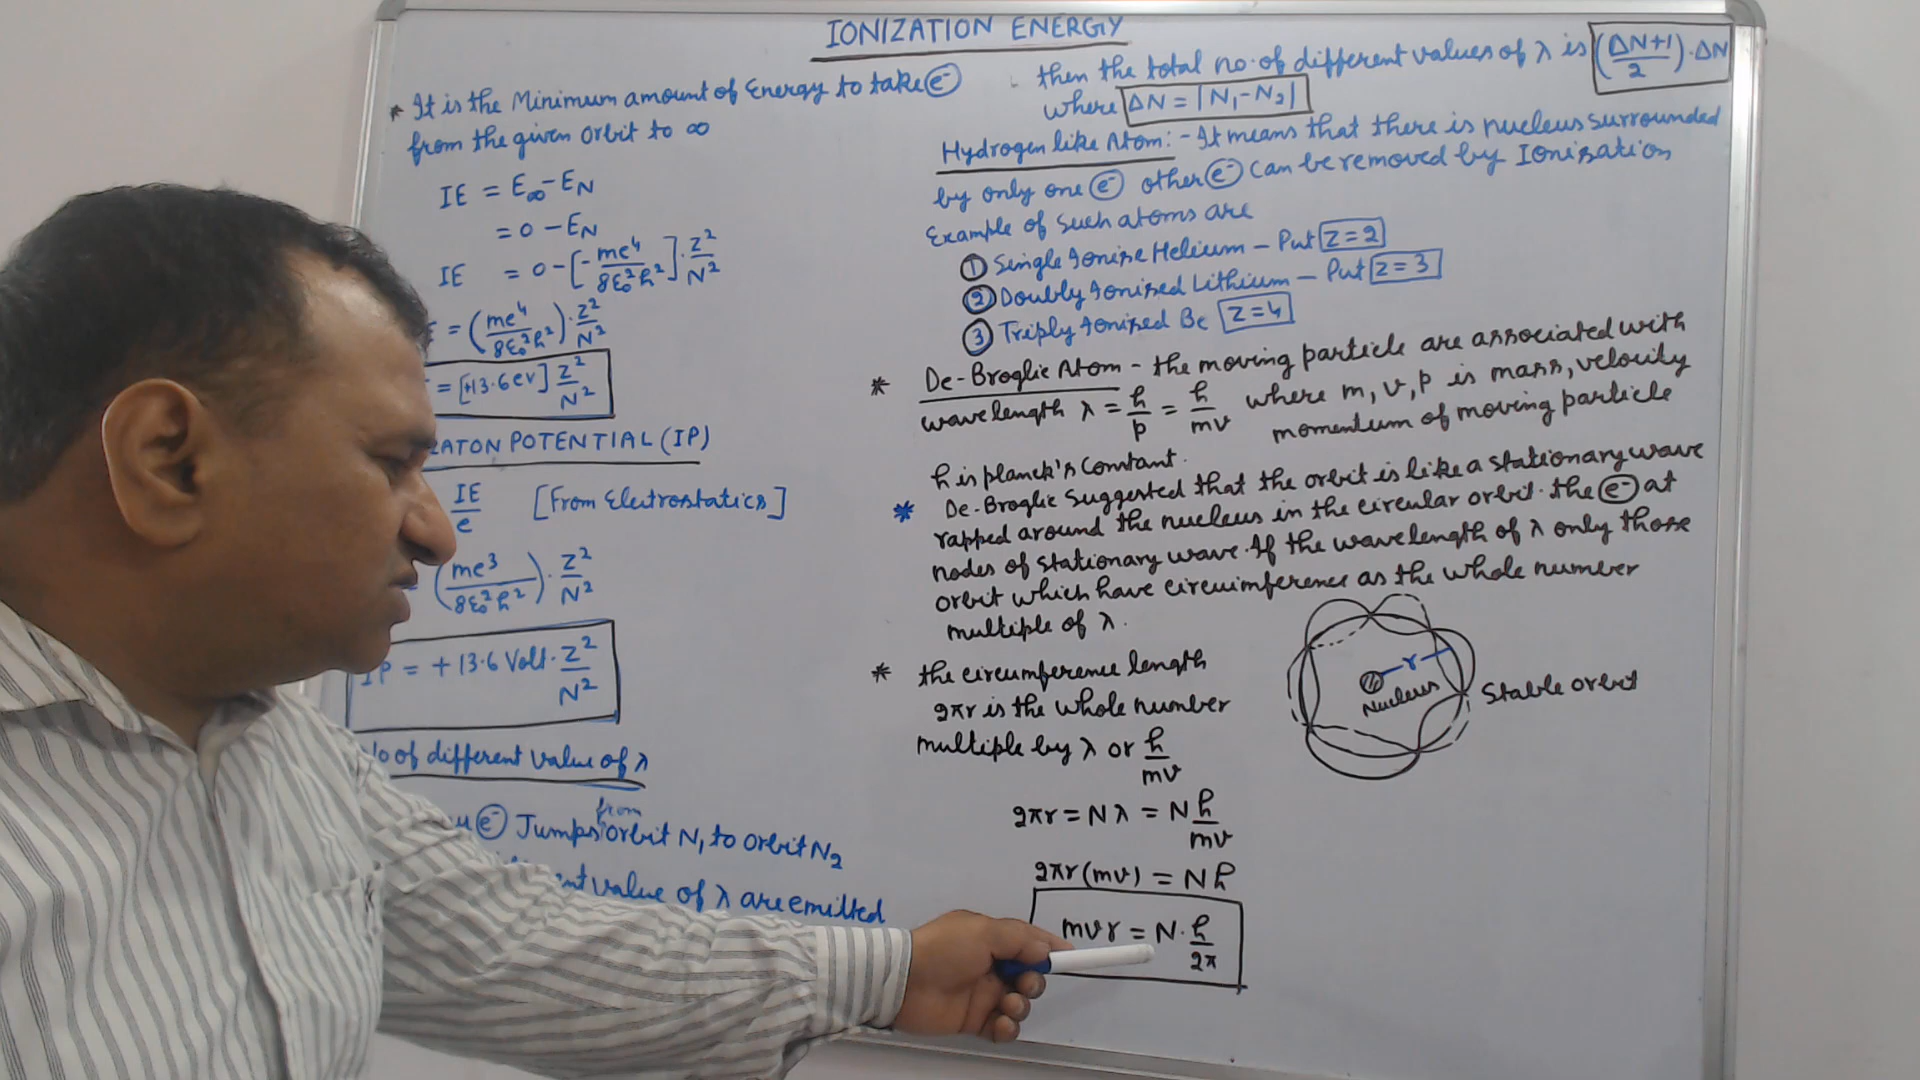 IONIZATION ENERGY
* It is the Minimum amount of Energy to take e⁻
from the given orbit to ∞
IE = E∞ - E_N
= 0 - E_N
IE = 0 - [-me⁴/8ε₀²h²] · Z²/N²
= (me⁴/8ε₀²h²) · Z²/N²
= [+13.6 ev] Z²/N²
POTENTIAL (IP)
IE/e [From Eletrostatics]
(me³/8ε₀²h²) · Z²/N²
IP = +13.6 Volt · Z²/N²
of different value of λ
e⁻ Jumps from orbit N₁ to orbit N₂
value of λ are emitted
then the total no. of different values of λ is (ΔN+1/2) · ΔN
where ΔN = |N₁ - N₂|
Hydrogen like Atom: - It means that there is nucleus surrounded
by only one e⁻ other e⁻ can be removed by Ionisation
Example of such atoms are
① Single Ionise Helium - Put Z = 2
② Doubly Ionised Lithium - Put Z = 3
③ Triply Ionised Be Z = 4
* De-Broglie Atom - the moving particle are associated with
wavelength λ = h/p = h/mv where m, v, p is mass, velocity
momentum of moving particle
h is planck's Constant.
* De-Broglie Suggested that the orbit is like a stationary wave
rapped around the nucleus in the circular orbit. the e⁻ at
nodes of stationary wave. If the wavelength of λ only those
orbit which have circumference as the whole number
multiple of λ.
* the circumference length
2πr is the whole number
multiple by λ or h/mv
2πr = Nλ = N h/mv
2πr(mv) = Nh
mvr = N · h/2π
r
Nucleus
Stable orbit